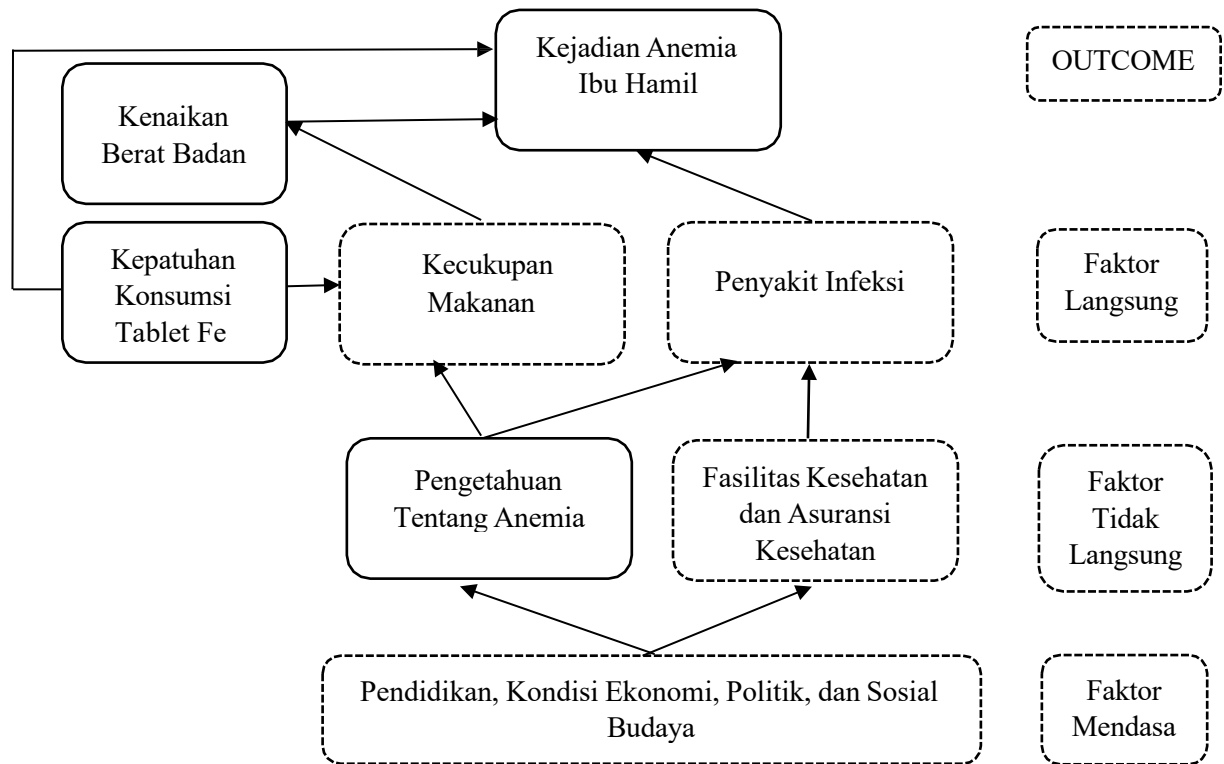 Kejadian Anemia
Ibu Hamil
OUTCOME
Kenaikan
Berat Badan
Kepatuhan
Konsumsi
Tablet Fe
Kecukupan
Makanan
Penyakit Infeksi
Faktor
Langsung
Pengetahuan
Tentang Anemia
Fasilitas Kesehatan
dan Asuransi
Kesehatan
Faktor
Tidak
Langsung
Pendidikan, Kondisi Ekonomi, Politik, dan Sosial
Budaya
Faktor
Mendasa